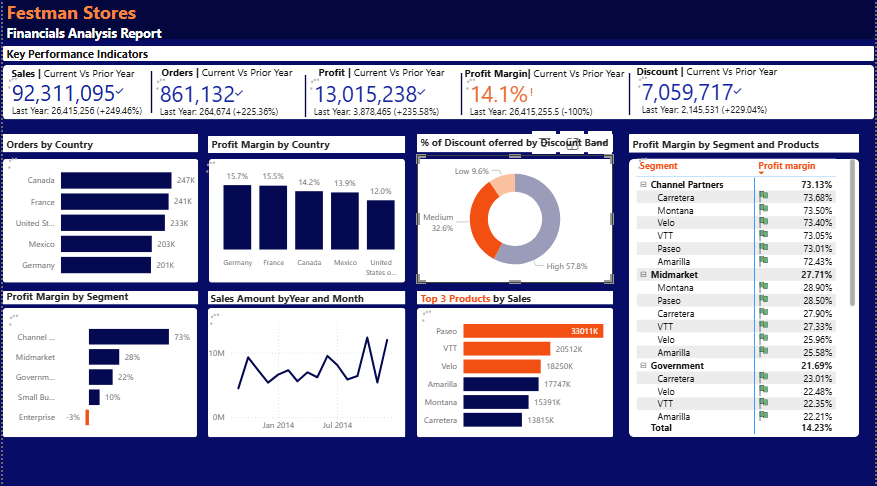 Festman Stores
Financials Analysis Report
Key Performance Indicators
Sales | Current Vs Prior Year
92,311,095
Last Year: 26,415,256 (+249.46%)
Orders | Current Vs Prior Year
861,132
Last Year: 264,674 (+225.36%)
Profit | Current Vs Prior Year
13,015,238
Last Year: 3,878,465 (+235.58%)
Profit Margin| Current Vs Prior Year
14.1%!
Last Year: 26,415,255.5 (-100%)
Discount | Current Vs Prior Year
7,059,717
Last Year: 2,145,531 (+229.04%)
Orders by Country
Canada 247K
France 241K
United St... 233K
Mexico 203K
Germany 201K
Profit Margin by Country
15.7% 15.5% 14.2% 13.9% 12.0%
Germany France Canada Mexico United States o...
% of Discount oferred by Discount Band
Low 9.6%
Medium 32.6%
High 57.8%
Profit Margin by Segment and Products
Segment Profit margin
Channel Partners 73.13%
Carretera 73.68%
Montana 73.50%
Velo 73.40%
VTT 73.05%
Paseo 73.01%
Amarilla 72.43%
Midmarket 27.71%
Montana 28.90%
Paseo 28.50%
Carretera 27.90%
VTT 27.33%
Velo 25.96%
Amarilla 25.58%
Government 21.69%
Carretera 23.01%
Velo 22.48%
VTT 22.35%
Amarilla 22.21%
Total 14.23%
Profit Margin by Segment
Channel ... 73%
Midmarket 28%
Governm... 22%
Small Bu... 10%
Enterprise -3%
Sales Amount byYear and Month
10M
0M
Jan 2014 Jul 2014
Top 3 Products by Sales
Paseo 33011K
VTT 20512K
Velo 18250K
Amarilla 17747K
Montana 15391K
Carretera 13815K